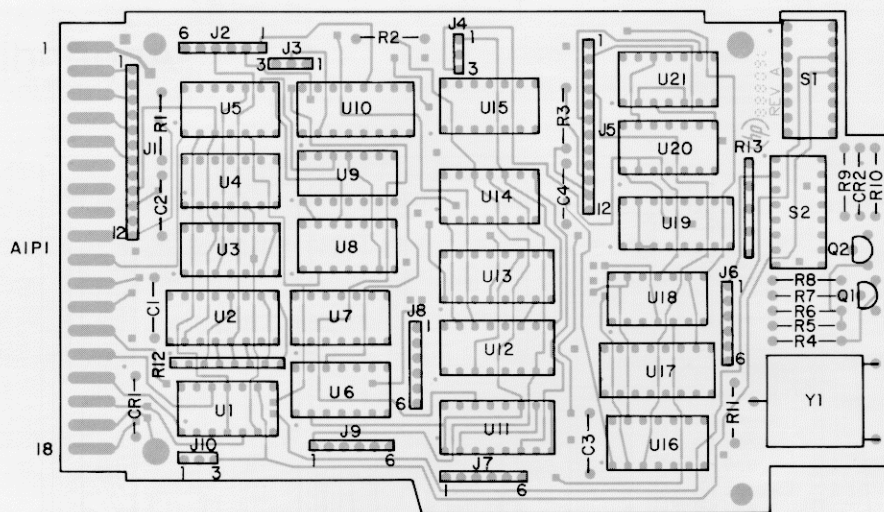 6 J2 1
J3
3 1
R2
J4
1
3
1
1
1
U5
U10
U15
R1
J1
R3
J5
U21
S1
hp
REV A
U4
U9
U14
U20
R13
C2
C4
12
12
R9
CR2
R10
A1P1
U3
U8
U13
U19
S2
Q2
C1
U2
U7
J8
1
U12
U18
J6
1
R8
R7
Q1
R6
R5
R4
R12
U6
6
U17
6
Y1
CR1
U1
U11
U16
R11
C3
18
J10
1 3
J9
1 6
J7
1 6